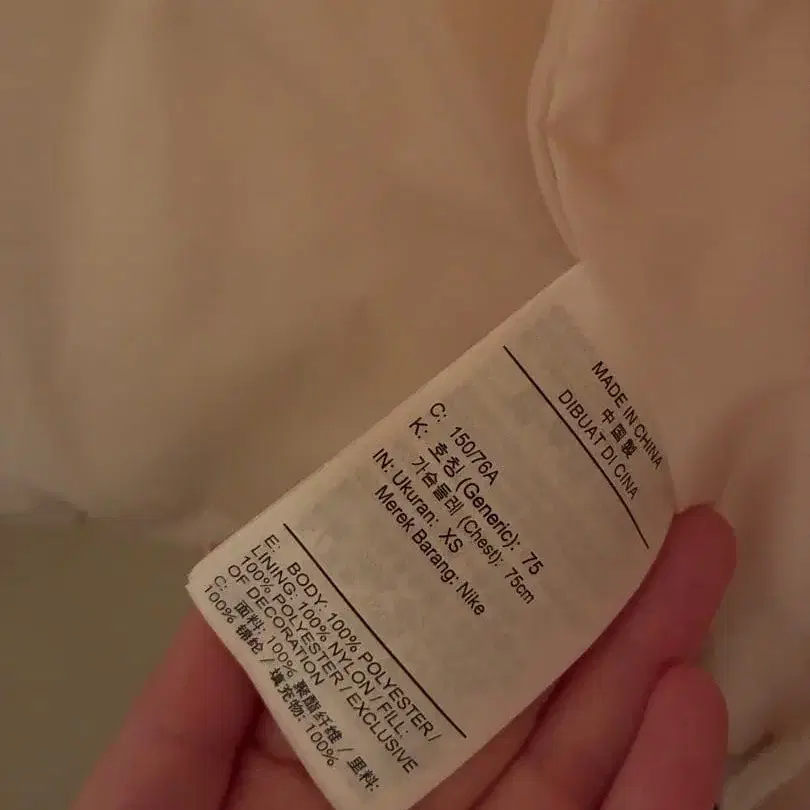 MADE IN CHINA
中国製
DIBUAT DI CINA
C: 150/76A
K: 호칭 (Generic): 75
가슴둘레 (Chest): 75cm
IN: Ukuran: XS
Merek Barang: Nike
E: BODY: 100% POLYESTER /
LINING: 100% NYLON / FILL:
100% POLYESTER / EXCLUSIVE
OF DECORATION
C: 面料: 100% 聚酯纤维 / 里料:
100% 锦纶 / 填充物: 100%